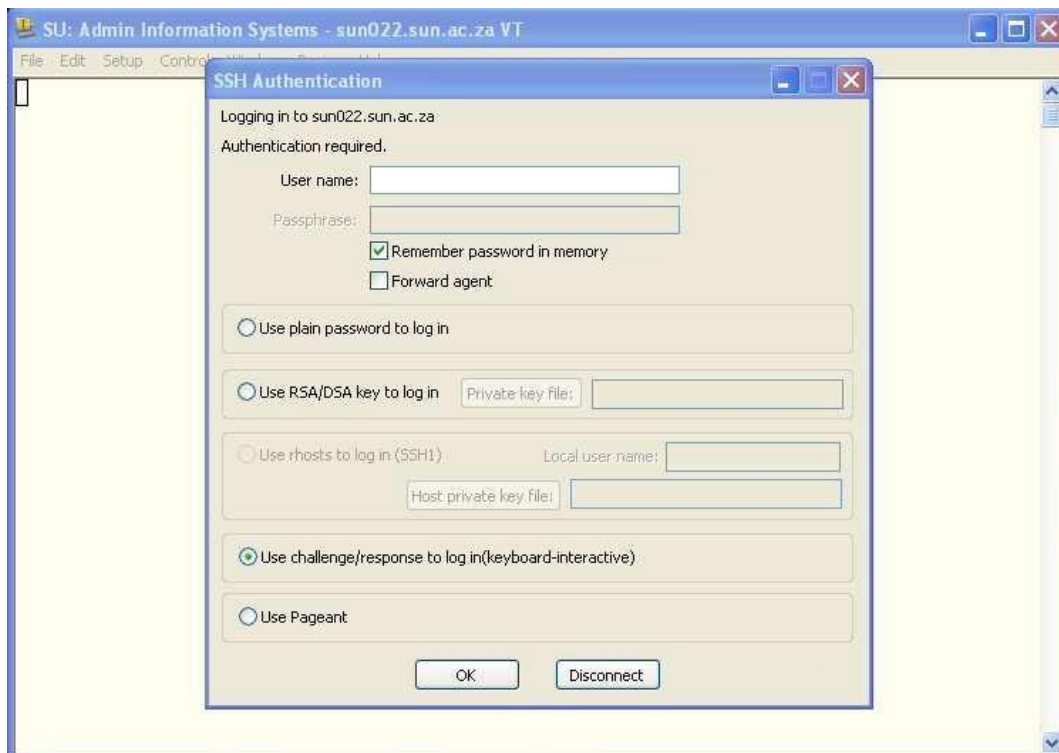 SU: Admin Information Systems - sun022.sun.ac.za VT
File Edit Setup Control
SSH Authentication
Logging in to sun022.sun.ac.za
Authentication required.
User name:
Passphrase:
Remember password in memory
Forward agent
Use plain password to log in
Use RSA/DSA key to log in Private key file:
Use rhosts to log in (SSH1) Local user name:
Host private key file:
Use challenge/response to log in(keyboard-interactive)
Use Pageant
OK Disconnect